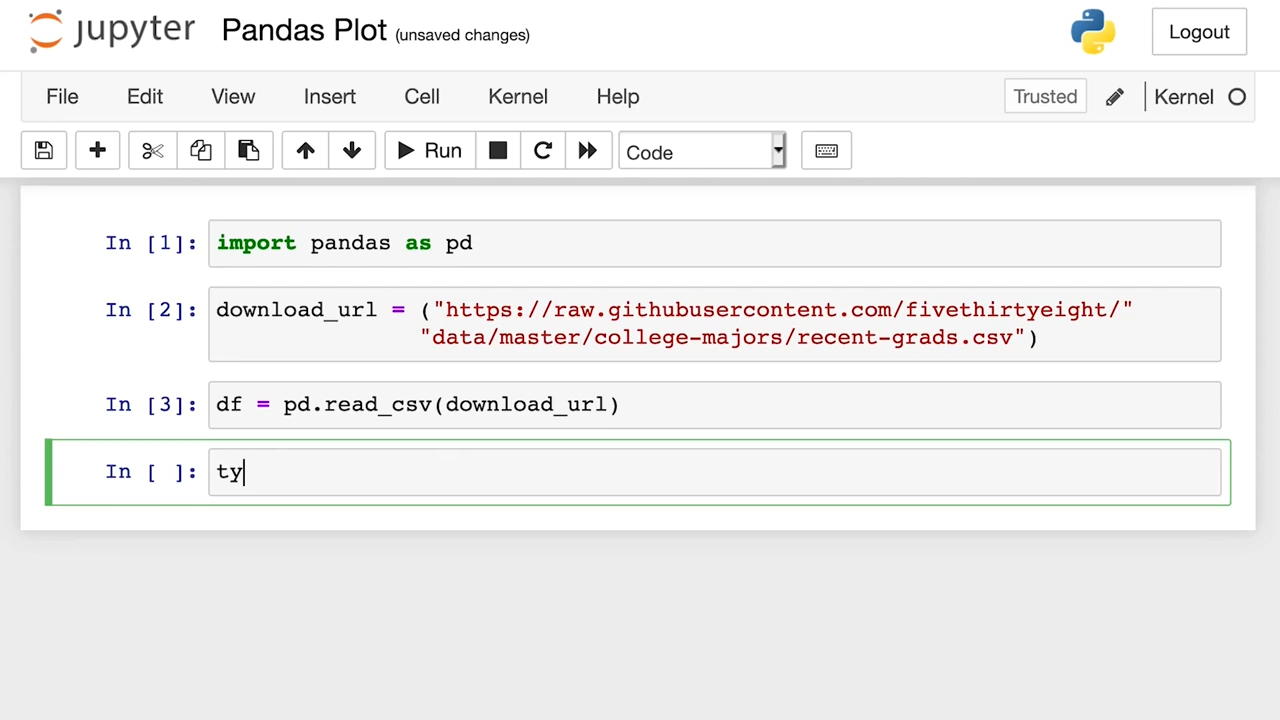 jupyter Pandas Plot (unsaved changes) Logout
File Edit View Insert Cell Kernel Help Trusted Kernel
Run Code
In [1]: import pandas as pd
In [2]: download_url = ("https://raw.githubusercontent.com/fivethirtyeight/"
"data/master/college-majors/recent-grads.csv")
In [3]: df = pd.read_csv(download_url)
In [ ]: ty